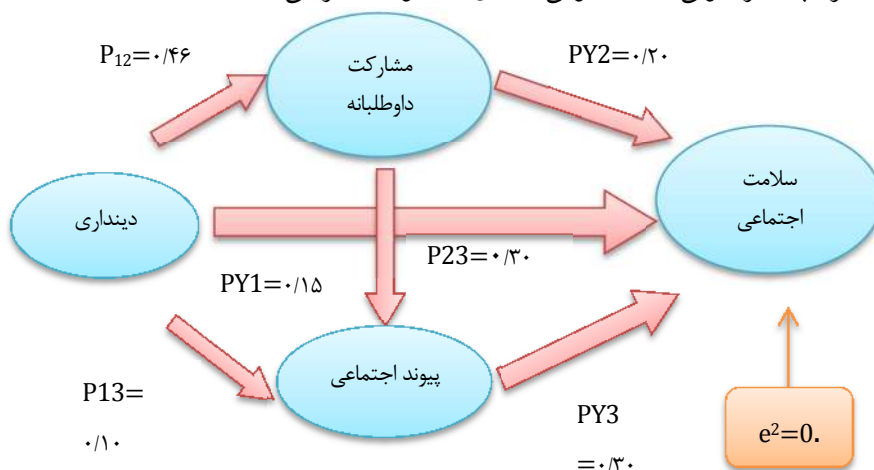 P₁₂=۰/۴۶
PY2=۰/۲۰
مشارکت
داوطلبانه
سلامت
اجتماعی
دینداری
P23=۰/۳۰
PY1=۰/۱۵
پیوند اجتماعی
P13=
۰/۱۰
PY3
=۰/۳۰
e²=0.